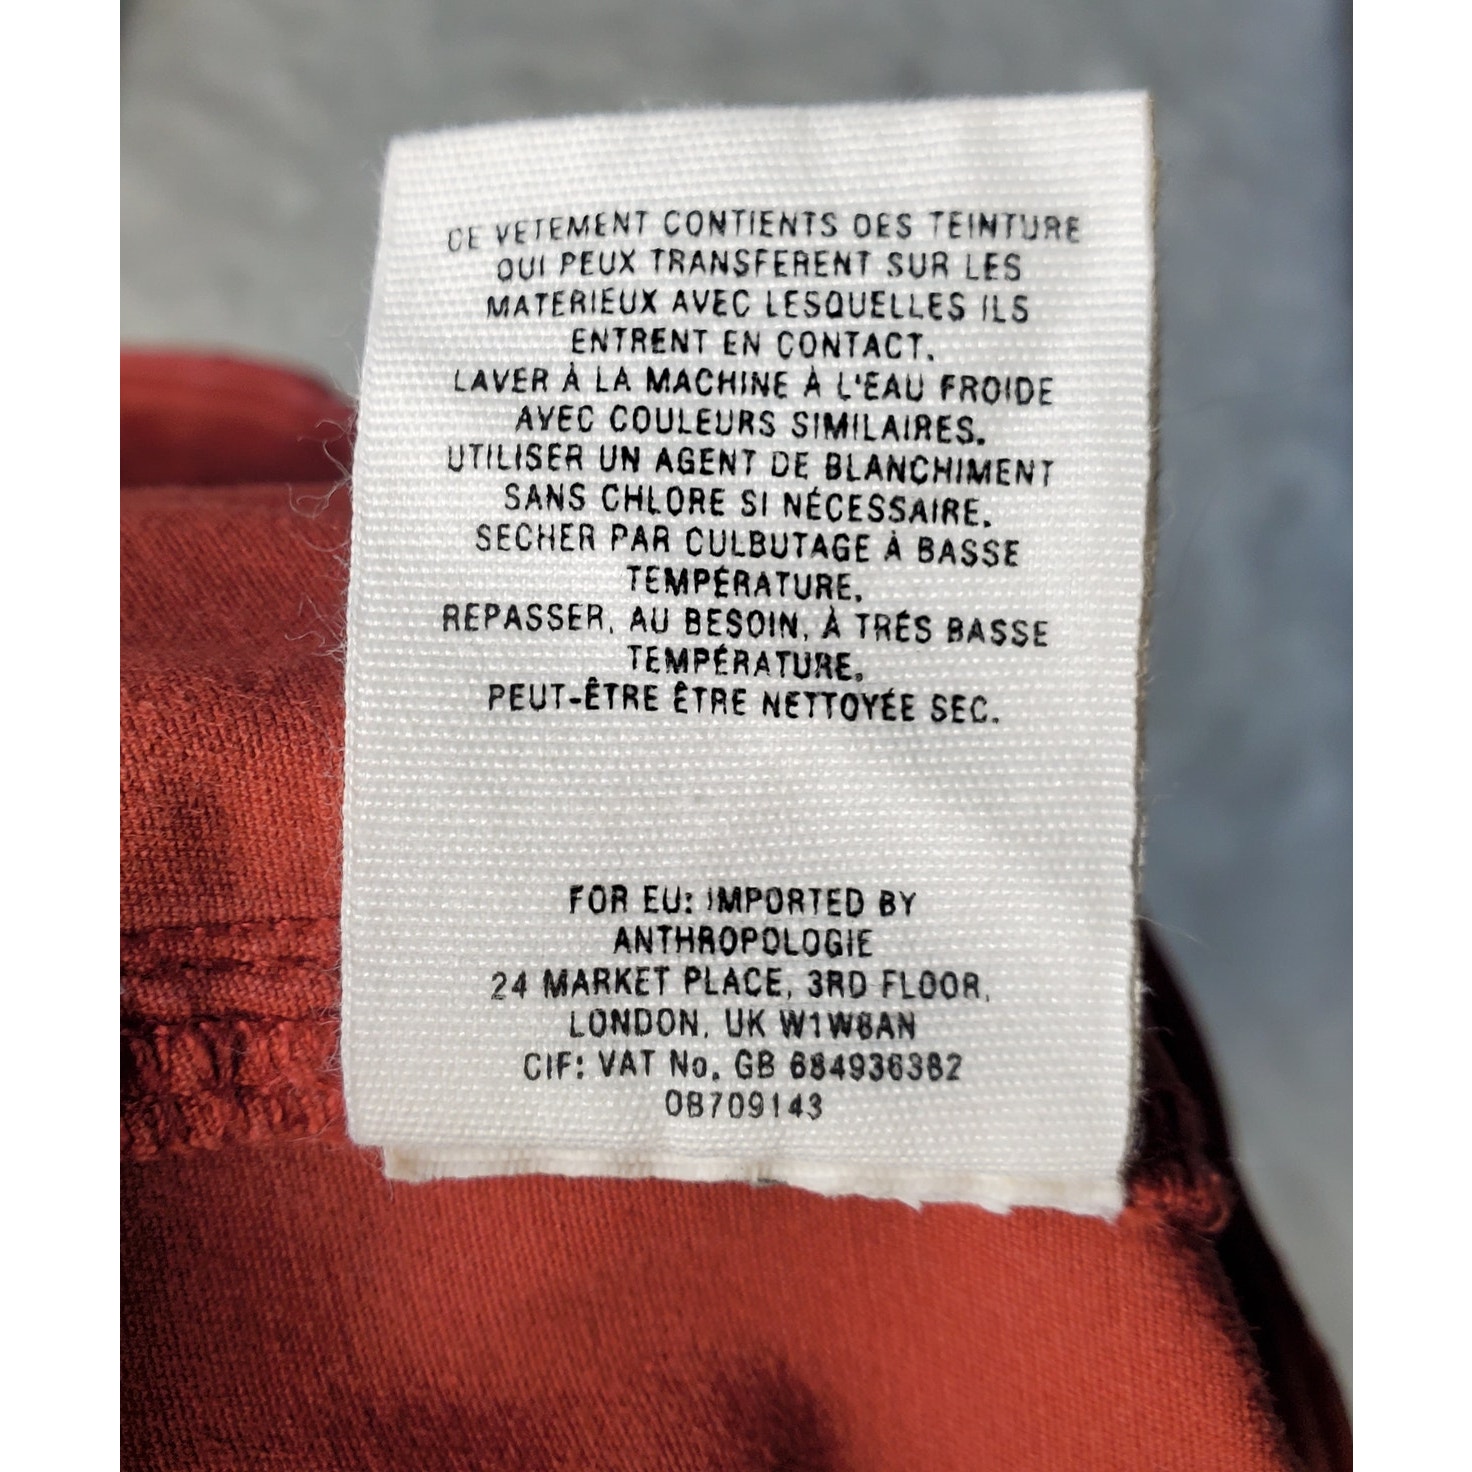 CE VETEMENT CONTIENTS DES TEINTURE
QUI PEUX TRANSFERENT SUR LES
MATERIEUX AVEC LESQUELLES ILS
ENTRENT EN CONTACT.
LAVER À LA MACHINE À L'EAU FROIDE
AVEC COULEURS SIMILAIRES.
UTILISER UN AGENT DE BLANCHIMENT
SANS CHLORE SI NÉCESSAIRE.
SECHER PAR CULBUTAGE À BASSE
TEMPÉRATURE.
REPASSER, AU BESOIN, À TRÉS BASSE
TEMPÉRATURE.
PEUT-ÊTRE ÊTRE NETTOYÉE SEC.
FOR EU: IMPORTED BY
ANTHROPOLOGIE
24 MARKET PLACE, 3RD FLOOR,
LONDON, UK W1W8AN
CIF: VAT No. GB 684936382
08709143